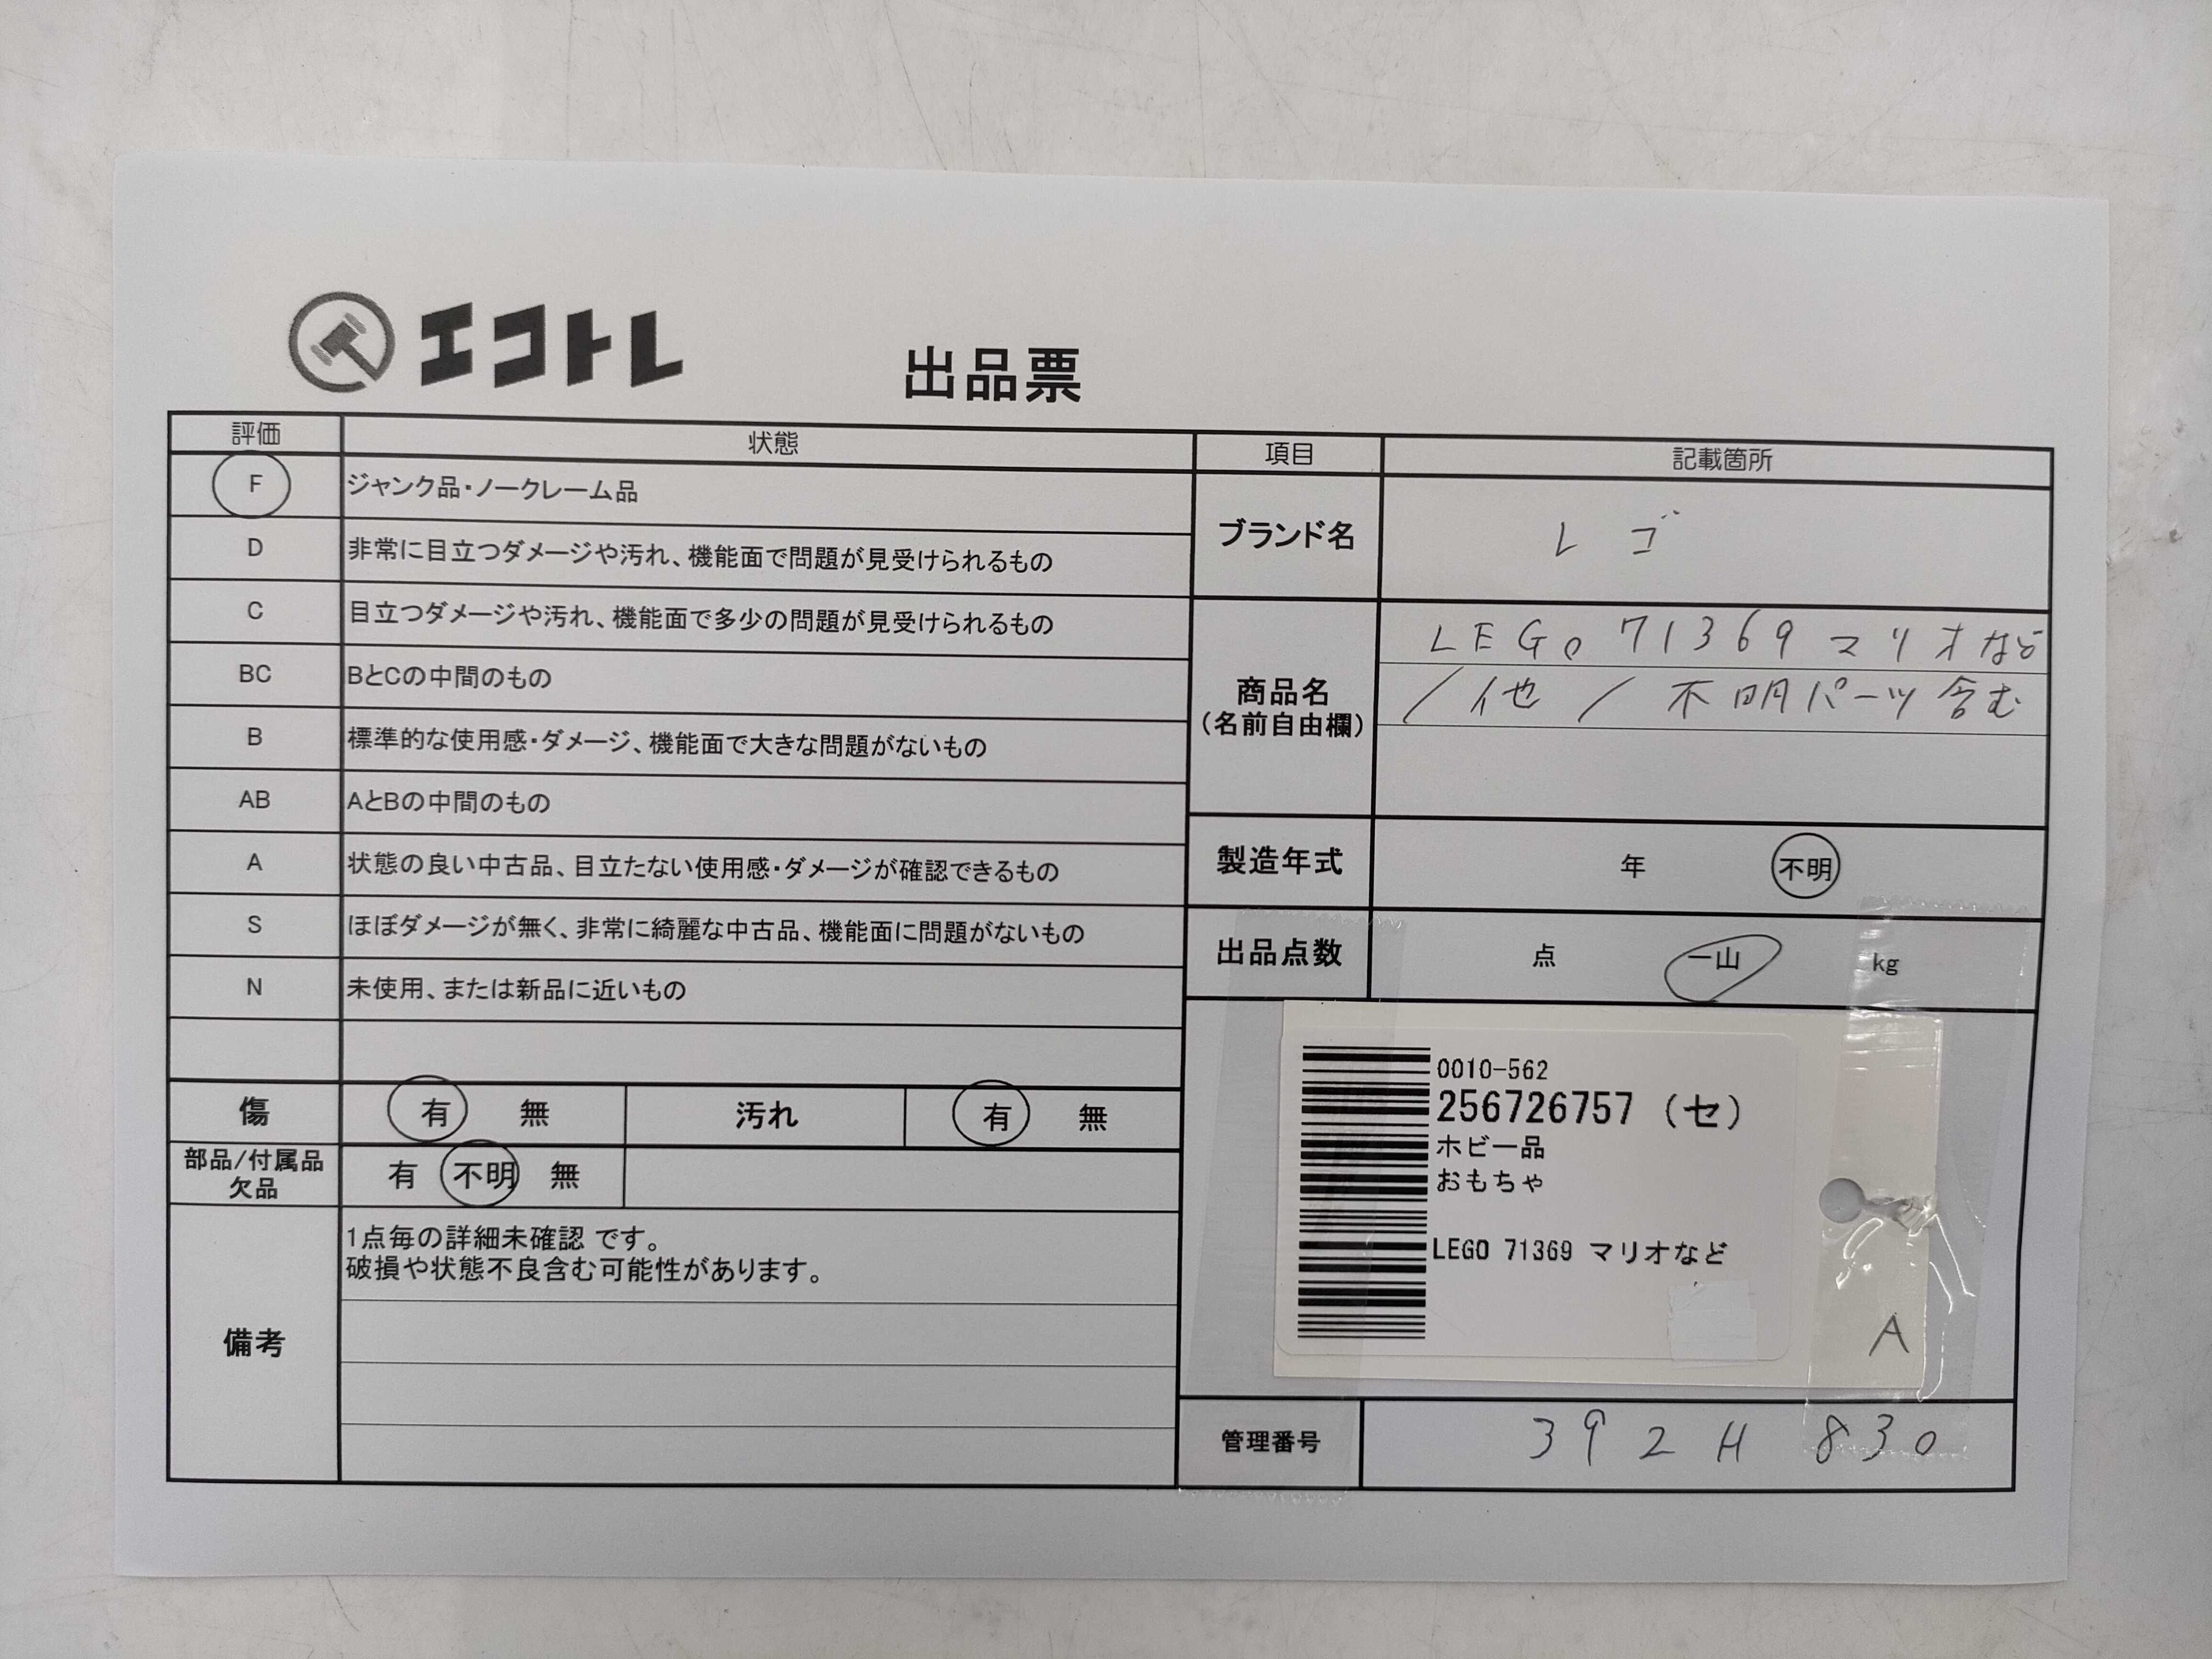 エコトレ
出品票
評価 状態
F ジャンク品・ノークレーム品
D 非常に目立つダメージや汚れ、機能面で問題が見受けられるもの
C 目立つダメージや汚れ、機能面で多少の問題が見受けられるもの
BC BとCの中間のもの
B 標準的な使用感・ダメージ、機能面で大きな問題がないもの
AB AとBの中間のもの
A 状態の良い中古品、目立たない使用感・ダメージが確認できるもの
S ほぼダメージが無く、非常に綺麗な中古品、機能面に問題がないもの
N 未使用、または新品に近いもの
傷 有 無 汚れ 有 無
部品/付属品
欠品
有 不明 無
備考
1点毎の詳細未確認 です。
破損や状態不良含む可能性があります。
項目 記載箇所
ブランド名 レゴ
商品名
(名前自由欄)
LEGO 71369 マリオなど
/他/不明パーツ含む
製造年式 年 不明
出品点数 点 一山 kg
0010-562
256726757 (セ)
ホビー品
おもちゃ
LEGO 71369 マリオなど
A
管理番号 392H 830